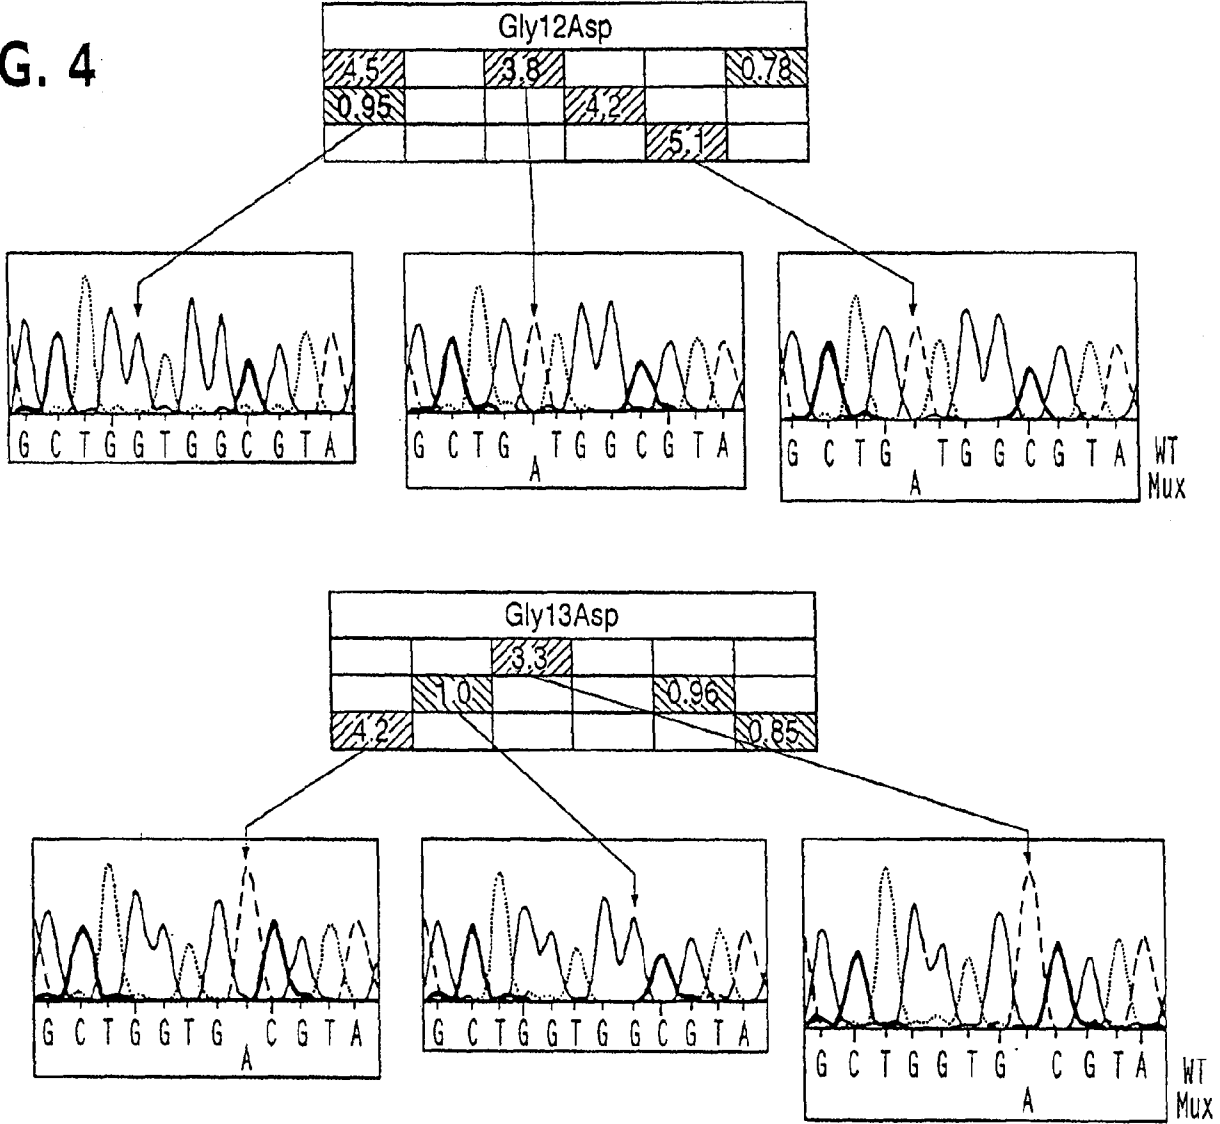 G. 4
Gly12Asp
4.5 3.8 0.78
0.95 4.2
5.1
G C T G G T G G C G T A
G C T G T G G C G T A
A
G C T G T G G C G T A WT
A Mux
Gly13Asp
3.3
1.0 0.96
4.2 0.85
G C T G G T G C G T A
A
G C T G G T G G C G T A
G C T G G T G C G T A WT
A Mux